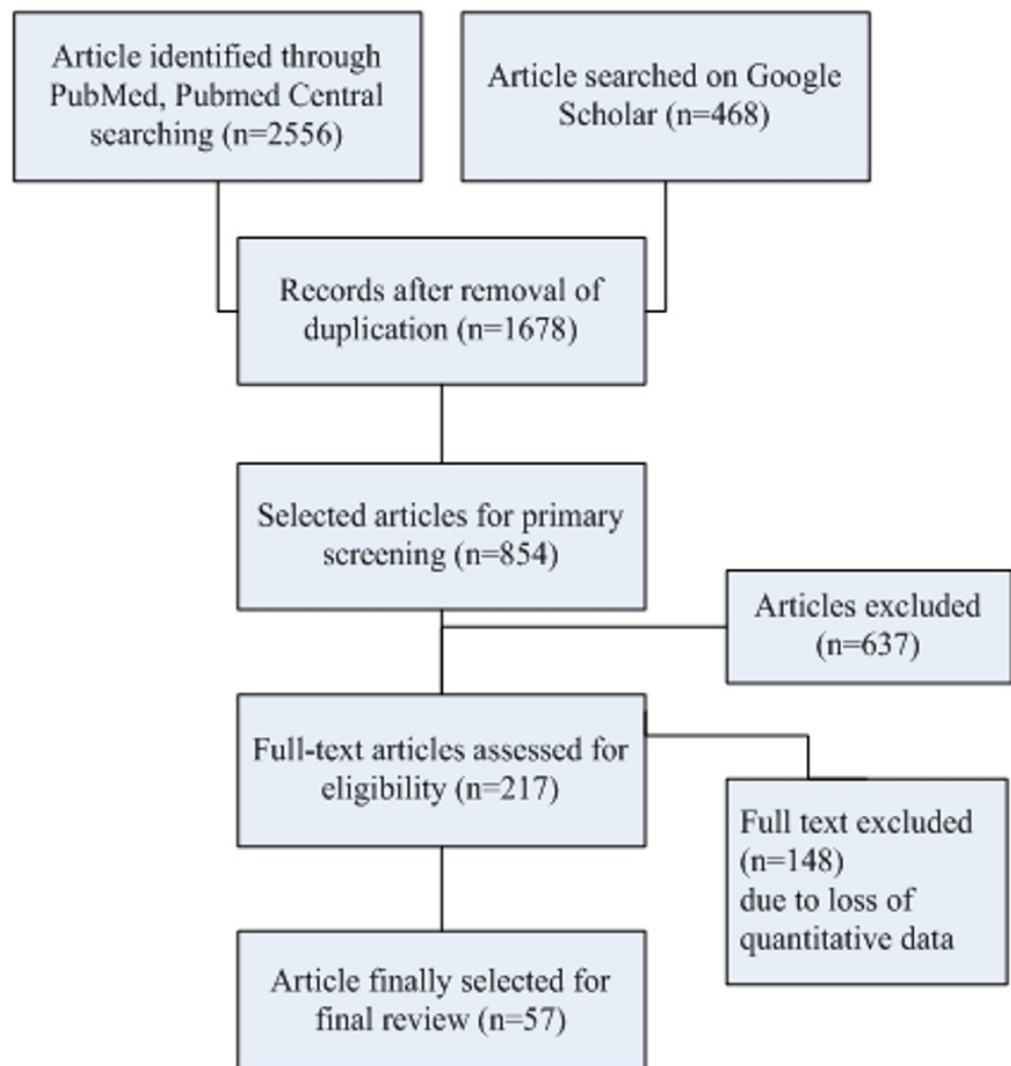 Article identified through
PubMed, Pubmed Central
searching (n=2556)
Article searched on Google
Scholar (n=468)
Records after removal of
duplication (n=1678)
Selected articles for primary
screening (n=854)
Articles excluded
(n=637)
Full-text articles assessed for
eligibility (n=217)
Full text excluded
(n=148)
due to loss of
quantitative data
Article finally selected for
final review (n=57)